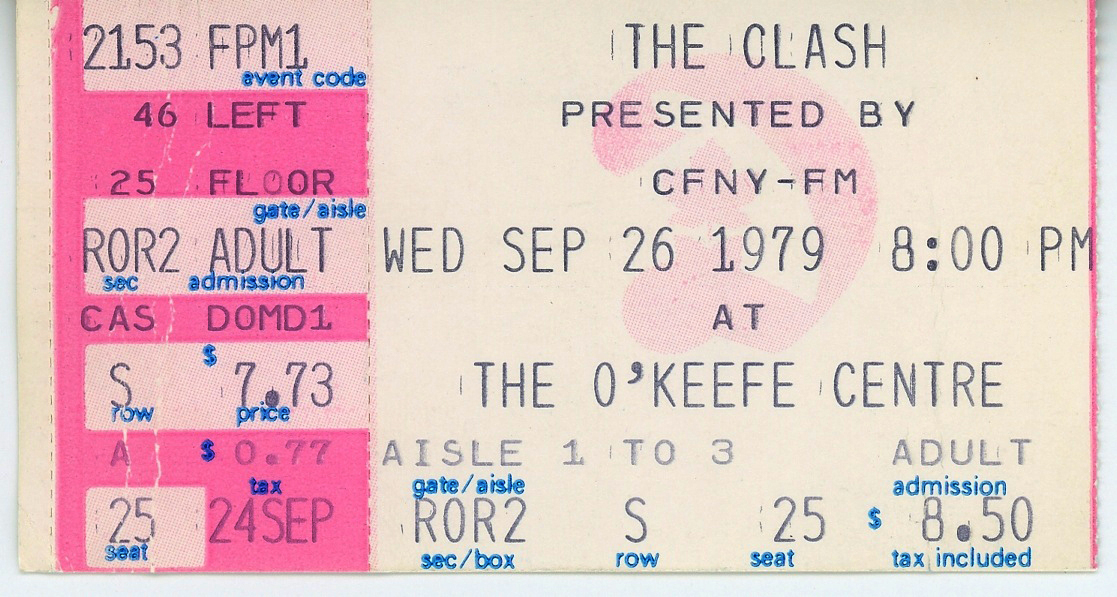 2153 FPM1
event code
46 LEFT
25 FLOOR
gate/aisle
ROR2 ADULT
sec admission
CAS DOMD1
$
S 7.73
row price
A $ 0.77
tax
25 24SEP
seat
THE CLASH
PRESENTED BY
CFNY-FM
WED SEP 26 1979 8:00 PM
AT
THE O'KEEFE CENTRE
AISLE 1 TO 3 ADULT
gate/aisle admission
ROR2 S 25 $ 8.50
sec/box row seat tax included